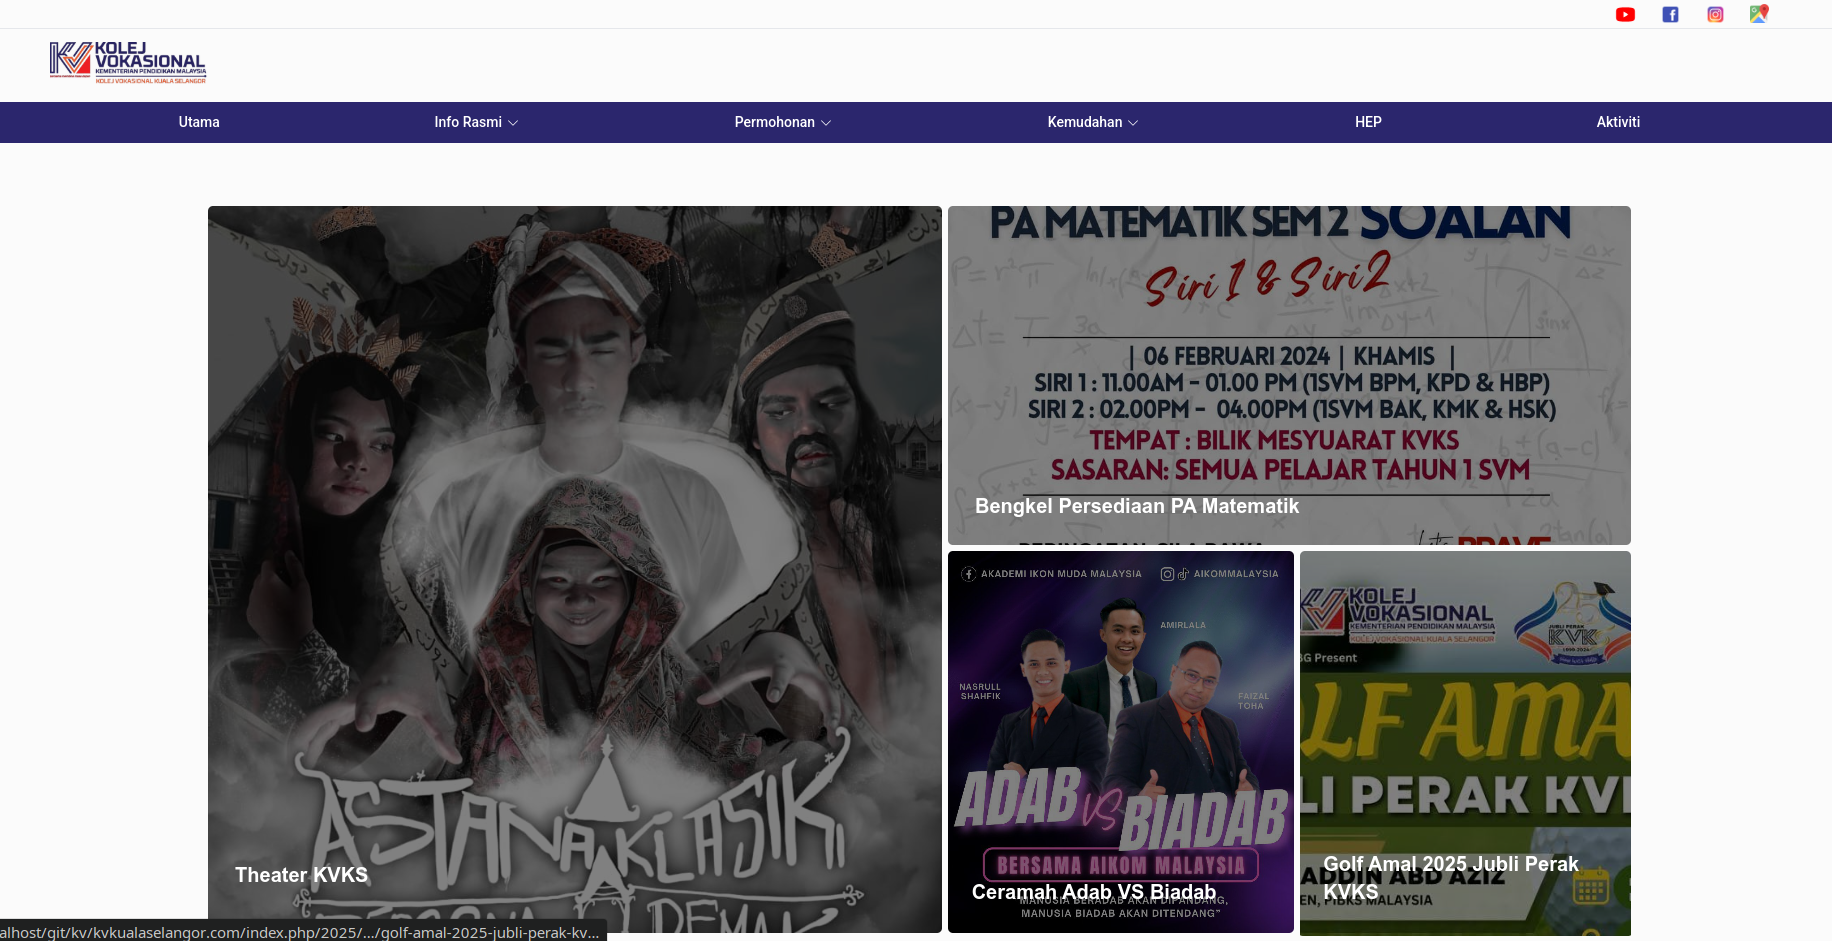 KOLEJ
VOKASIONAL
KEMENTERIAN PENDIDIKAN MALAYSIA
KOLEJ VOKASIONAL KUALA SELANGOR
Utama
Info Rasmi
Permohonan
Kemudahan
HEP
Aktiviti
ASTANA KLASIK
Theater KVKS
PA MATEMATIK SEM 2 SOALAN
Siri 1 & Siri 2
| 06 FEBRUARI 2024 | KHAMIS |
SIRI 1 : 11.00AM - 01.00 PM (1SVM BPM, KPD & HBP)
SIRI 2 : 02.00PM - 04.00PM (1SVM BAK, KMK & HSK)
TEMPAT : BILIK MESYUARAT KVKS
SASARAN: SEMUA PELAJAR TAHUN 1 SVM
Bengkel Persediaan PA Matematik
AKADEMI IKON MUDA MALAYSIA
AIKOMMALAYSIA
AMIRLALA
NASRULL
SHAHFIK
FAIZAL
TOHA
ADAB
VS
BIADAB
BERSAMA AIKOM MALAYSIA
Ceramah Adab VS Biadab
"MANUSIA BERADAB AKAN DIPANDANG,
MANUSIA BIADAB AKAN DITENDANG"
KOLEJ
VOKASIONAL
KEMENTERIAN PENDIDIKAN MALAYSIA
KOLEJ VOKASIONAL KUALA SELANGOR
25
JUBLI PERAK
KVKS
1999-2024
BG Present
LF AMA
LI PERAK KV
Golf Amal 2025 Jubli Perak
KVKS
ADDIN ABD AZIZ
EN, PIBKS MALAYSIA
alhost/git/kv/kvkualaselangor.com/index.php/2025/.../golf-amal-2025-jubli-perak-kv...